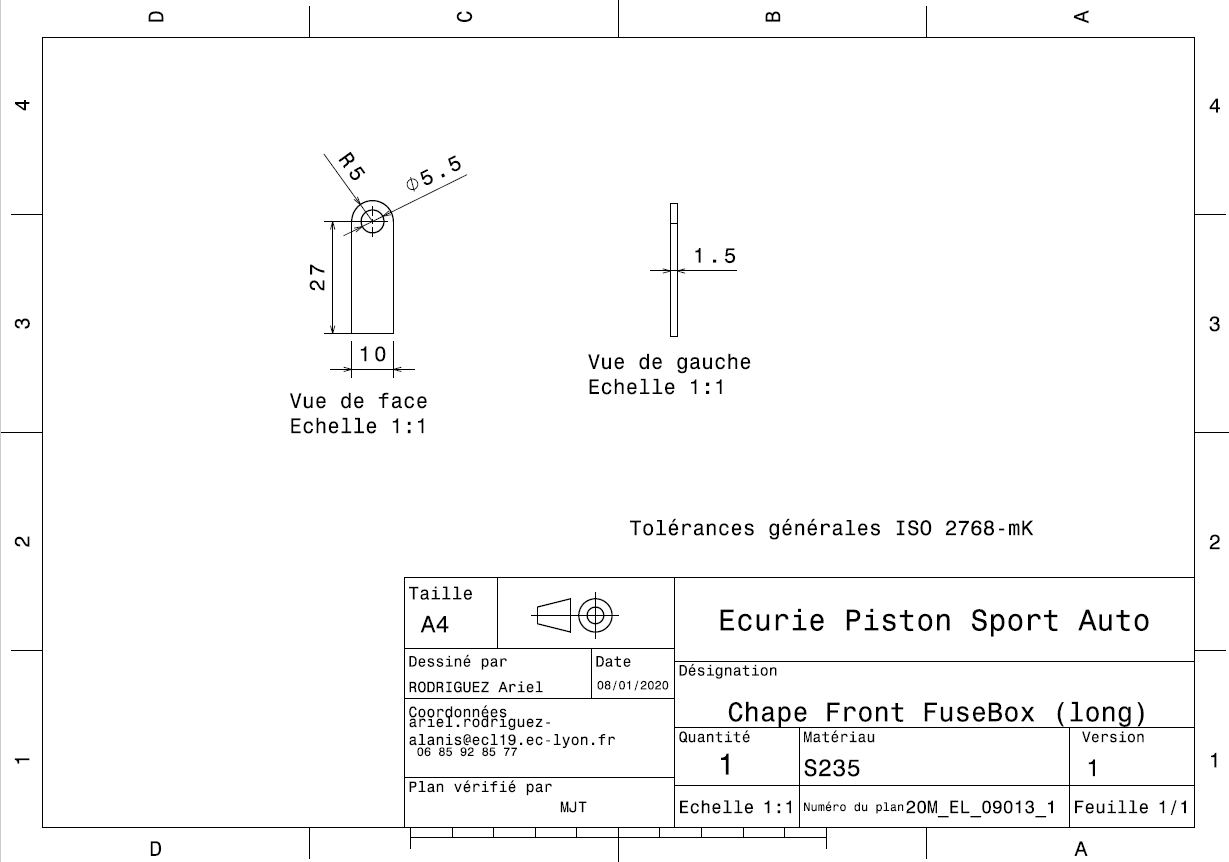 D
C
B
A
4
4
R5
Φ5.5
27
1.5
10
3
3
Vue de face
Echelle 1:1
Vue de gauche
Echelle 1:1
2
2
Tolérances générales ISO 2768-mK
Taille
A4
Ecurie Piston Sport Auto
Dessiné par
RODRIGUEZ Ariel
Date
08/01/2020
Désignation
Chape Front FuseBox (long)
Coordonnées
ariel.rodriguez-
alanis@ecl19.ec-lyon.fr
06 85 92 85 77
Quantité
1
Matériau
S235
Version
1
Plan vérifié par
MJT
Echelle 1:1
Numéro du plan 20M_EL_09013_1
Feuille 1/1
1
1
D
A